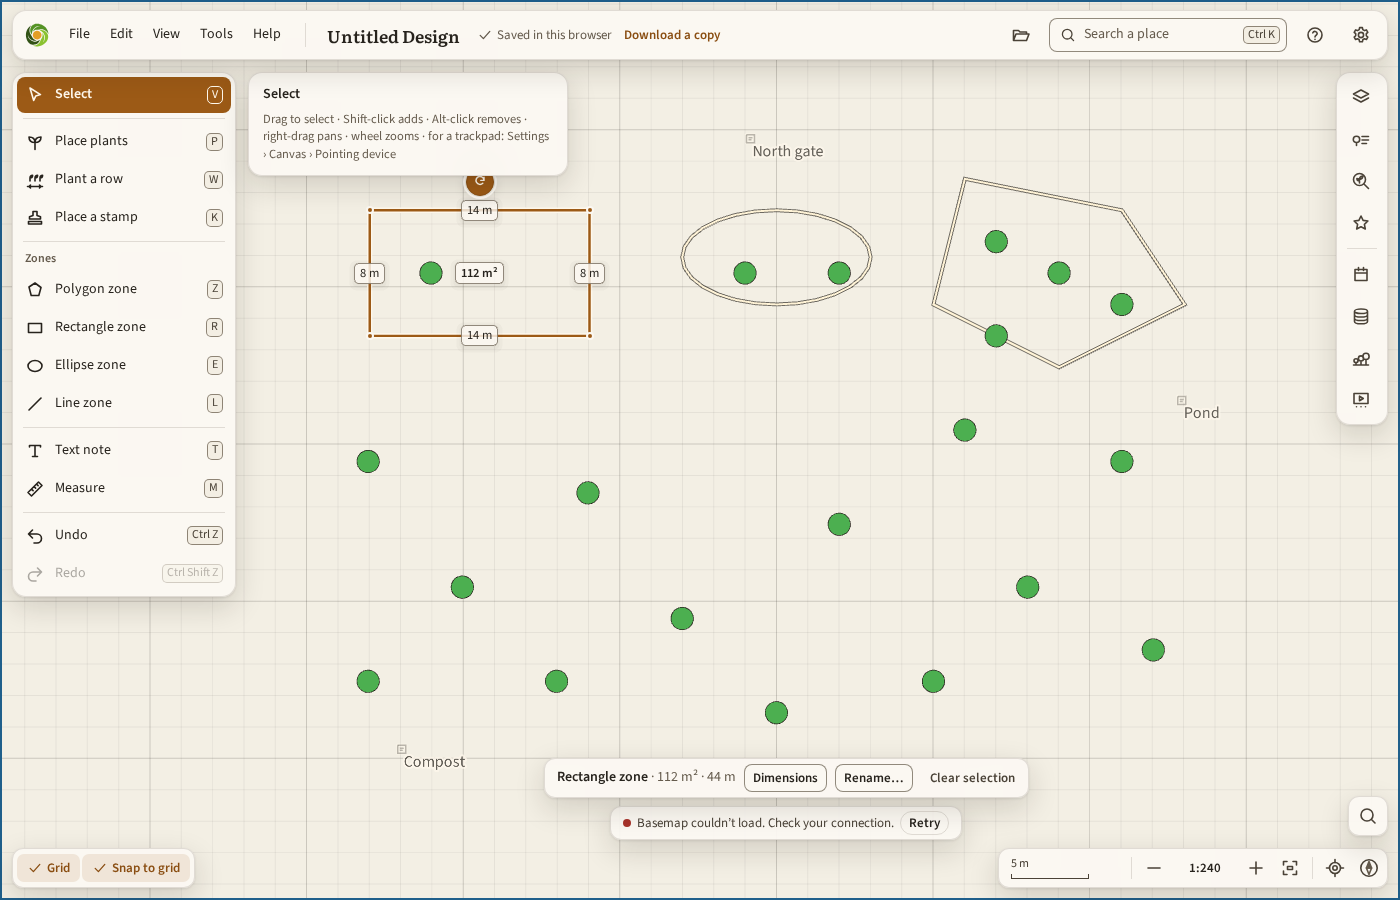 File Edit View Tools Help
Untitled Design
Saved in this browser
Download a copy
Search a place
Ctrl K
Select V
Place plants P
Plant a row W
Place a stamp K
Zones
Polygon zone Z
Rectangle zone R
Ellipse zone E
Line zone L
Text note T
Measure M
Undo Ctrl Z
Redo Ctrl Shift Z
Select
Drag to select · Shift-click adds · Alt-click removes ·
right-drag pans · wheel zooms · for a trackpad: Settings
› Canvas › Pointing device
North gate
14 m
8 m
112 m²
8 m
14 m
Pond
Compost
Rectangle zone · 112 m² · 44 m
Dimensions
Rename…
Clear selection
Basemap couldn’t load. Check your connection.
Retry
Grid
Snap to grid
5 m
1:240